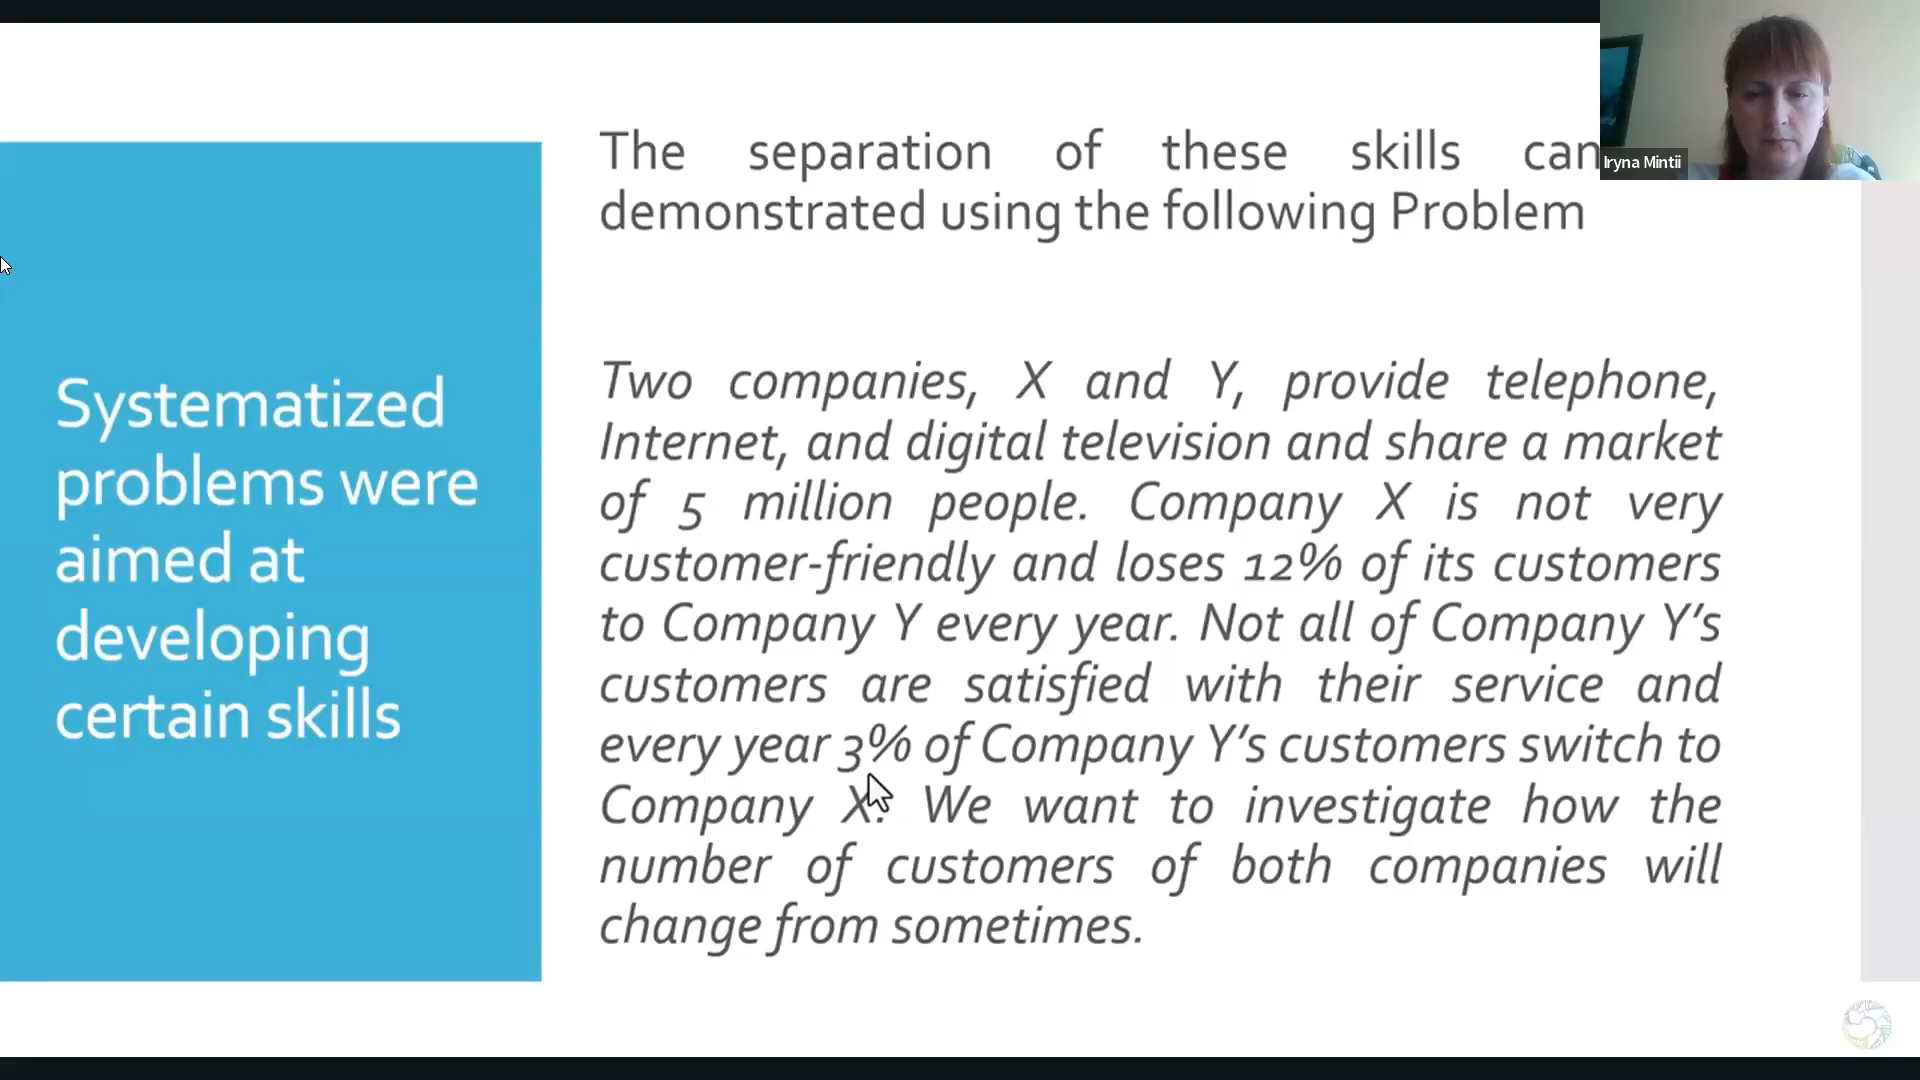 The separation of these skills can
demonstrated using the following Problem
Iryna Mintii
Systematized
problems were
aimed at
developing
certain skills
Two companies, X and Y, provide telephone,
Internet, and digital television and share a market
of 5 million people. Company X is not very
customer-friendly and loses 12% of its customers
to Company Y every year. Not all of Company Y’s
customers are satisfied with their service and
every year 3% of Company Y’s customers switch to
Company X. We want to investigate how the
number of customers of both companies will
change from sometimes.